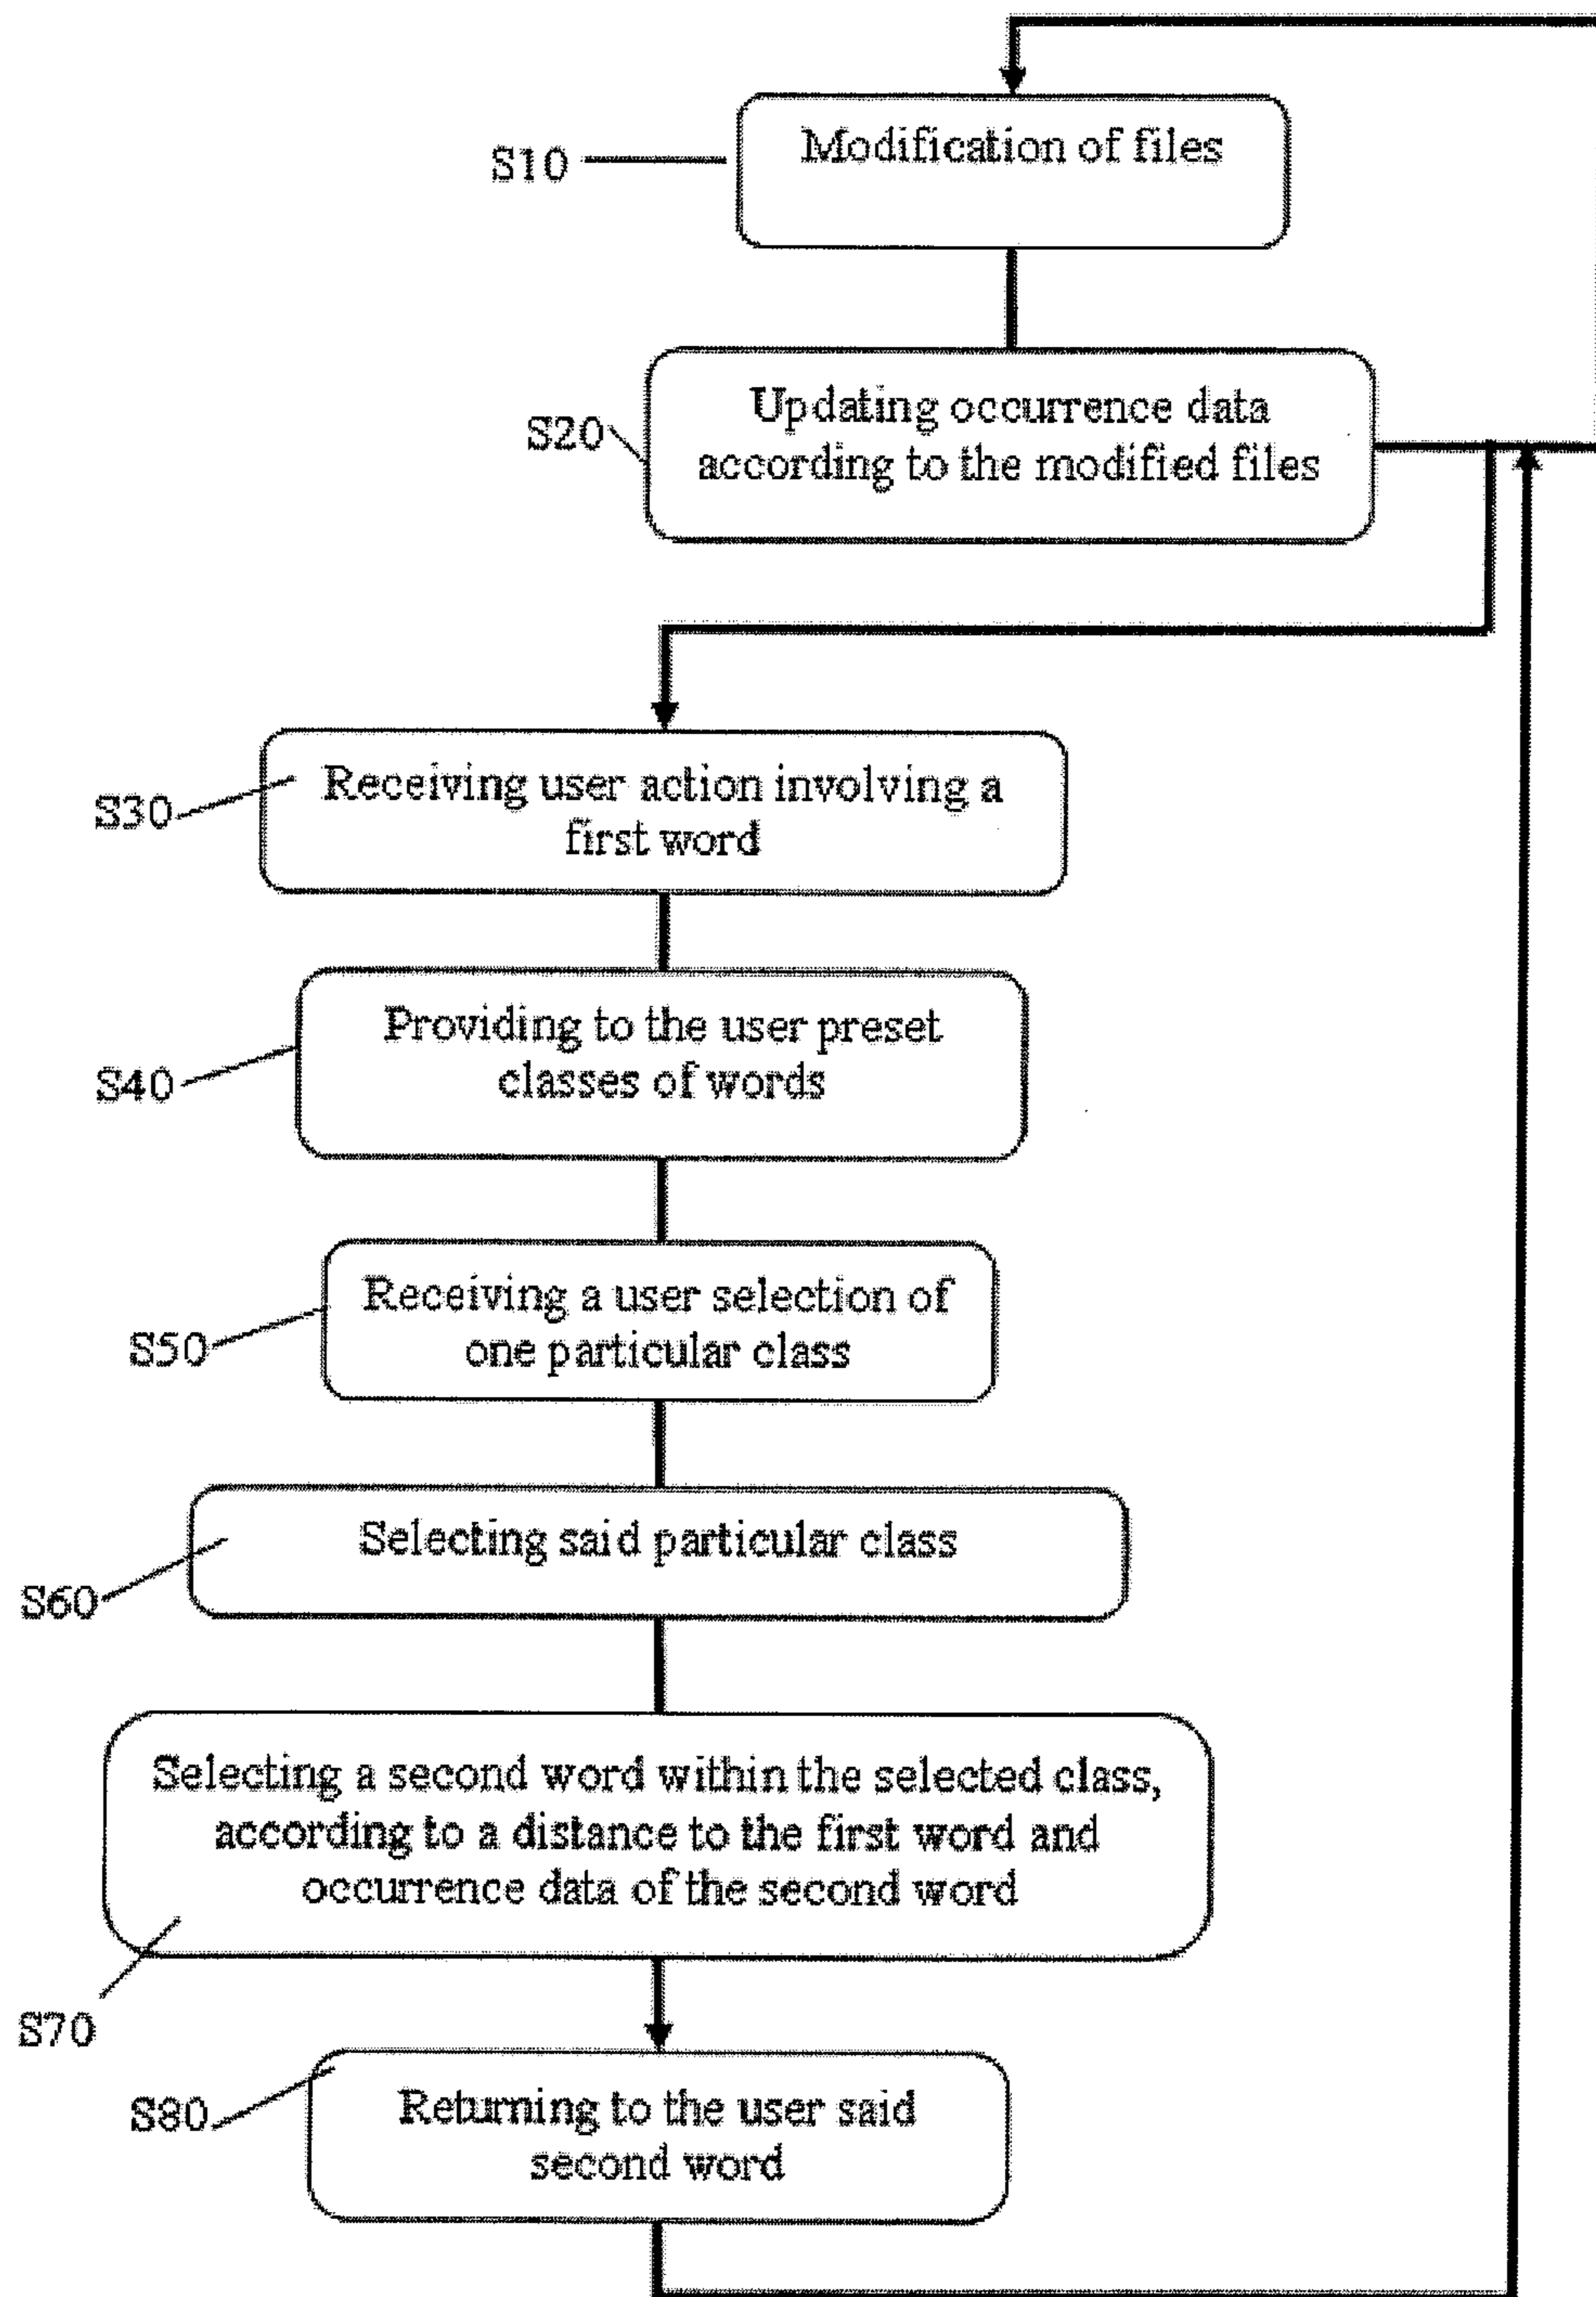 S10
Modification of files
S20
Updating occurrence data
according to the modified files
S30
Receiving user action involving a
first word
S40
Providing to the user preset
classes of words
S50
Receiving a user selection of
one particular class
S60
Selecting said particular class
S70
Selecting a second word within the selected class,
according to a distance to the first word and
occurrence data of the second word
S80
Returning to the user said
second word